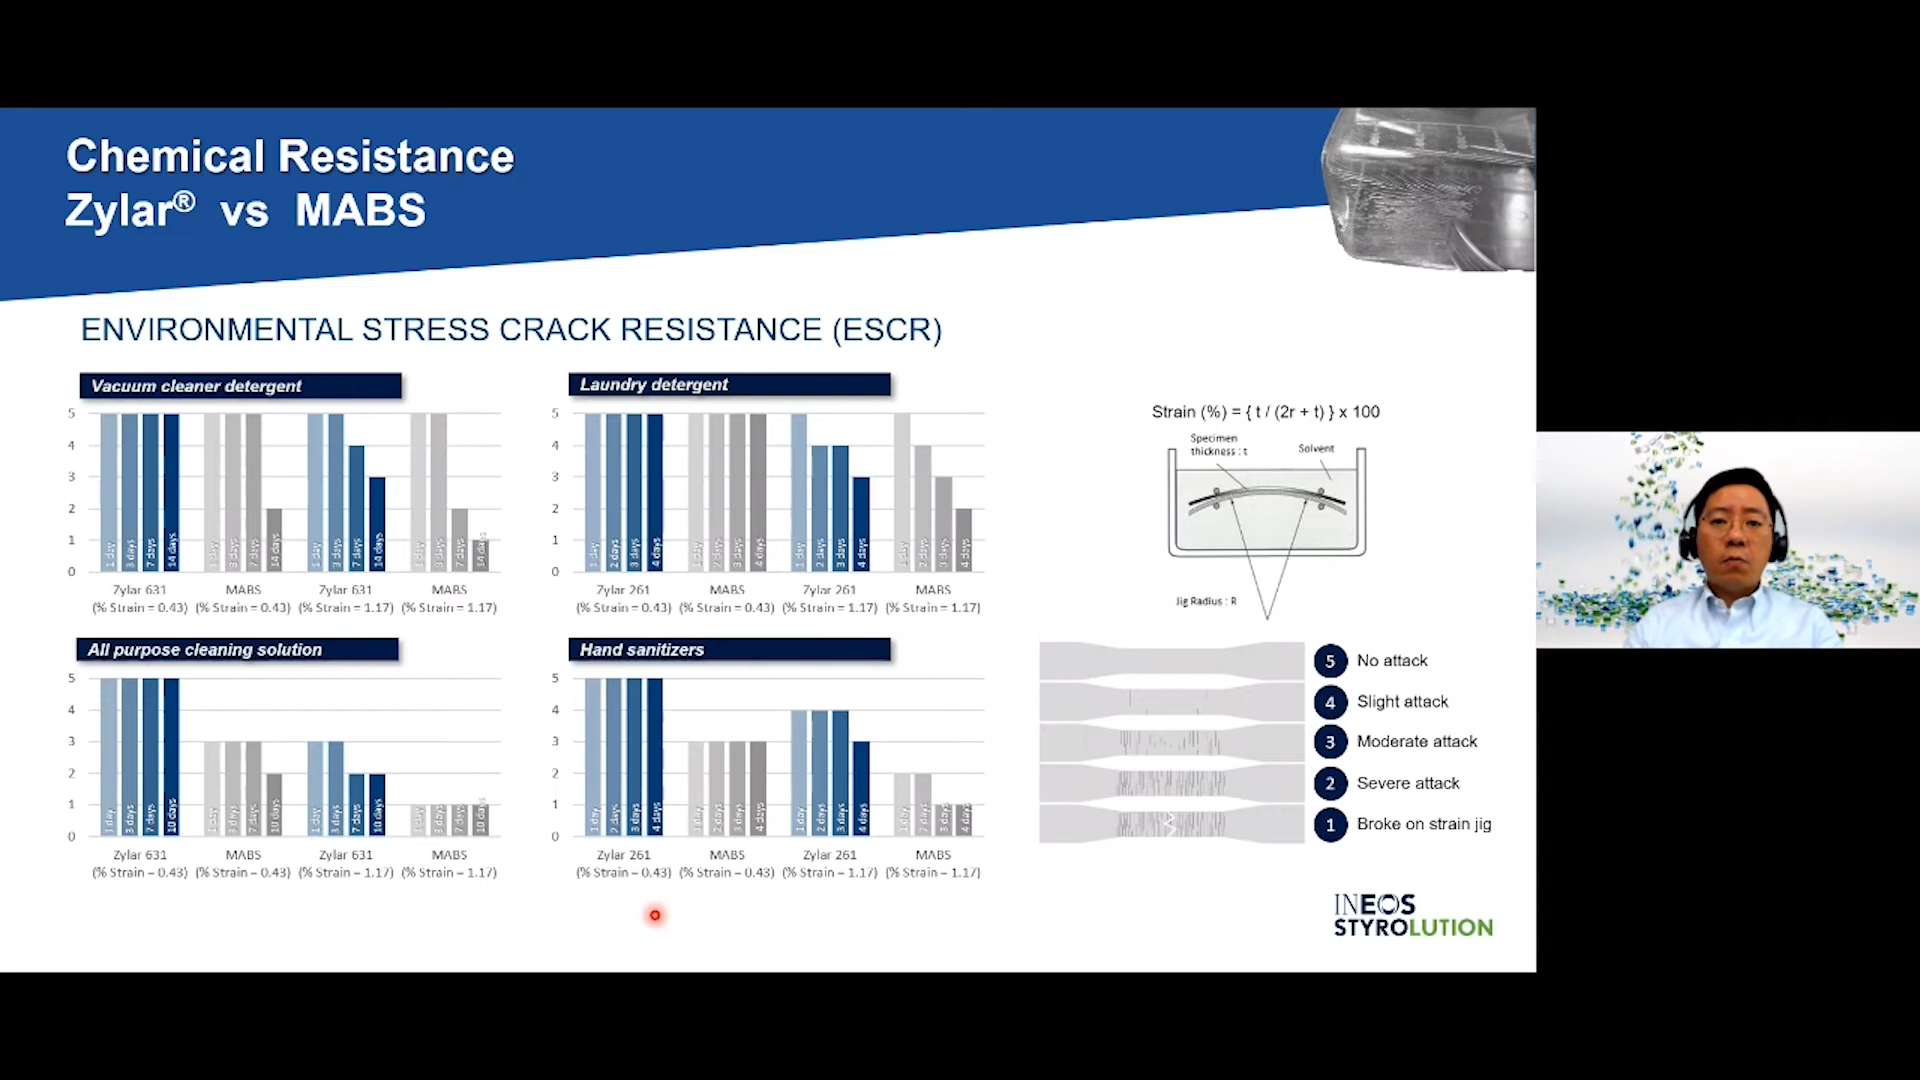 Chemical Resistance
Zylar® vs MABS
ENVIRONMENTAL STRESS CRACK RESISTANCE (ESCR)
Vacuum cleaner detergent
5
4
3
2
1
0
1 day
3 days
7 days
14 days
1 day
3 days
7 days
14 days
1 day
3 days
7 days
14 days
1 day
3 days
7 days
14 days
Zylar 631
(% Strain = 0.43)
MABS
(% Strain = 0.43)
Zylar 631
(% Strain = 1.17)
MABS
(% Strain = 1.17)
Laundry detergent
5
4
3
2
1
0
1 day
2 days
3 days
4 days
1 day
2 days
3 days
4 days
1 day
2 days
3 days
4 days
1 day
2 days
3 days
4 days
Zylar 261
(% Strain = 0.43)
MABS
(% Strain = 0.43)
Zylar 261
(% Strain = 1.17)
MABS
(% Strain = 1.17)
All purpose cleaning solution
5
4
3
2
1
0
1 day
3 days
7 days
10 days
1 day
3 days
7 days
10 days
1 day
3 days
7 days
10 days
1 day
3 days
7 days
10 days
Zylar 631
(% Strain – 0.43)
MABS
(% Strain – 0.43)
Zylar 631
(% Strain – 1.17)
MABS
(% Strain – 1.17)
Hand sanitizers
5
4
3
2
1
0
1 day
2 days
3 days
4 days
1 day
2 days
3 days
4 days
1 day
2 days
3 days
4 days
1 day
2 days
3 days
4 days
Zylar 261
(% Strain – 0.43)
MABS
(% Strain – 0.43)
Zylar 261
(% Strain – 1.17)
MABS
(% Strain – 1.17)
Strain (%) = { t / (2r + t) } x 100
Specimen
thickness : t
Solvent
Jig Radius : R
5 No attack
4 Slight attack
3 Moderate attack
2 Severe attack
1 Broke on strain jig
INEOS
STYROLUTION